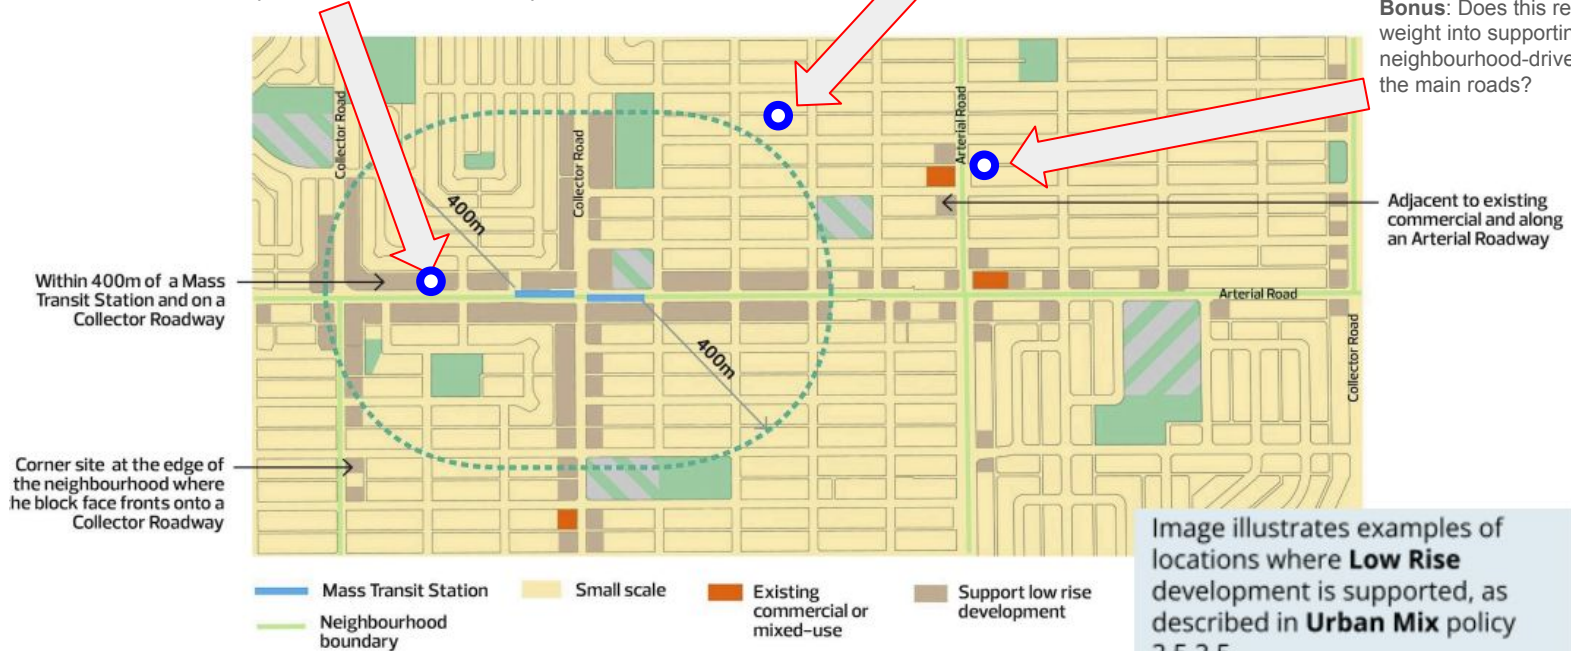 Bonus: Does this re
weight into supportin
neighbourhood-drive
the main roads?
Collector Road
Collector Road
Arterial Road
400m
Adjacent to existing
commercial and along
an Arterial Roadway
Within 400m of a Mass
Transit Station and on a
Collector Roadway
Arterial Road
400m
Collector Road
Corner site at the edge of
the neighbourhood where
he block face fronts onto a
Collector Roadway
Image illustrates examples of
locations where Low Rise
development is supported, as
described in Urban Mix policy
Mass Transit Station
Neighbourhood
boundary
Small scale
Existing
commercial or
mixed-use
Support low rise
development